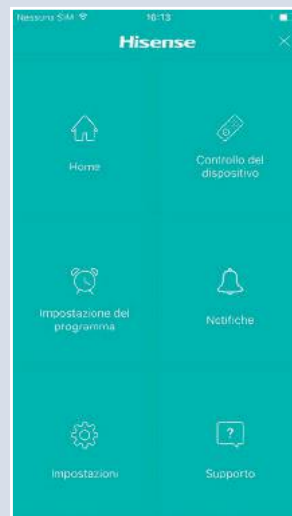 Nessuna SIM 16:13
Hisense
Home
Controllo del
dispositivo
Impostazione del
programma
Notifiche
Impostazioni
Supporto